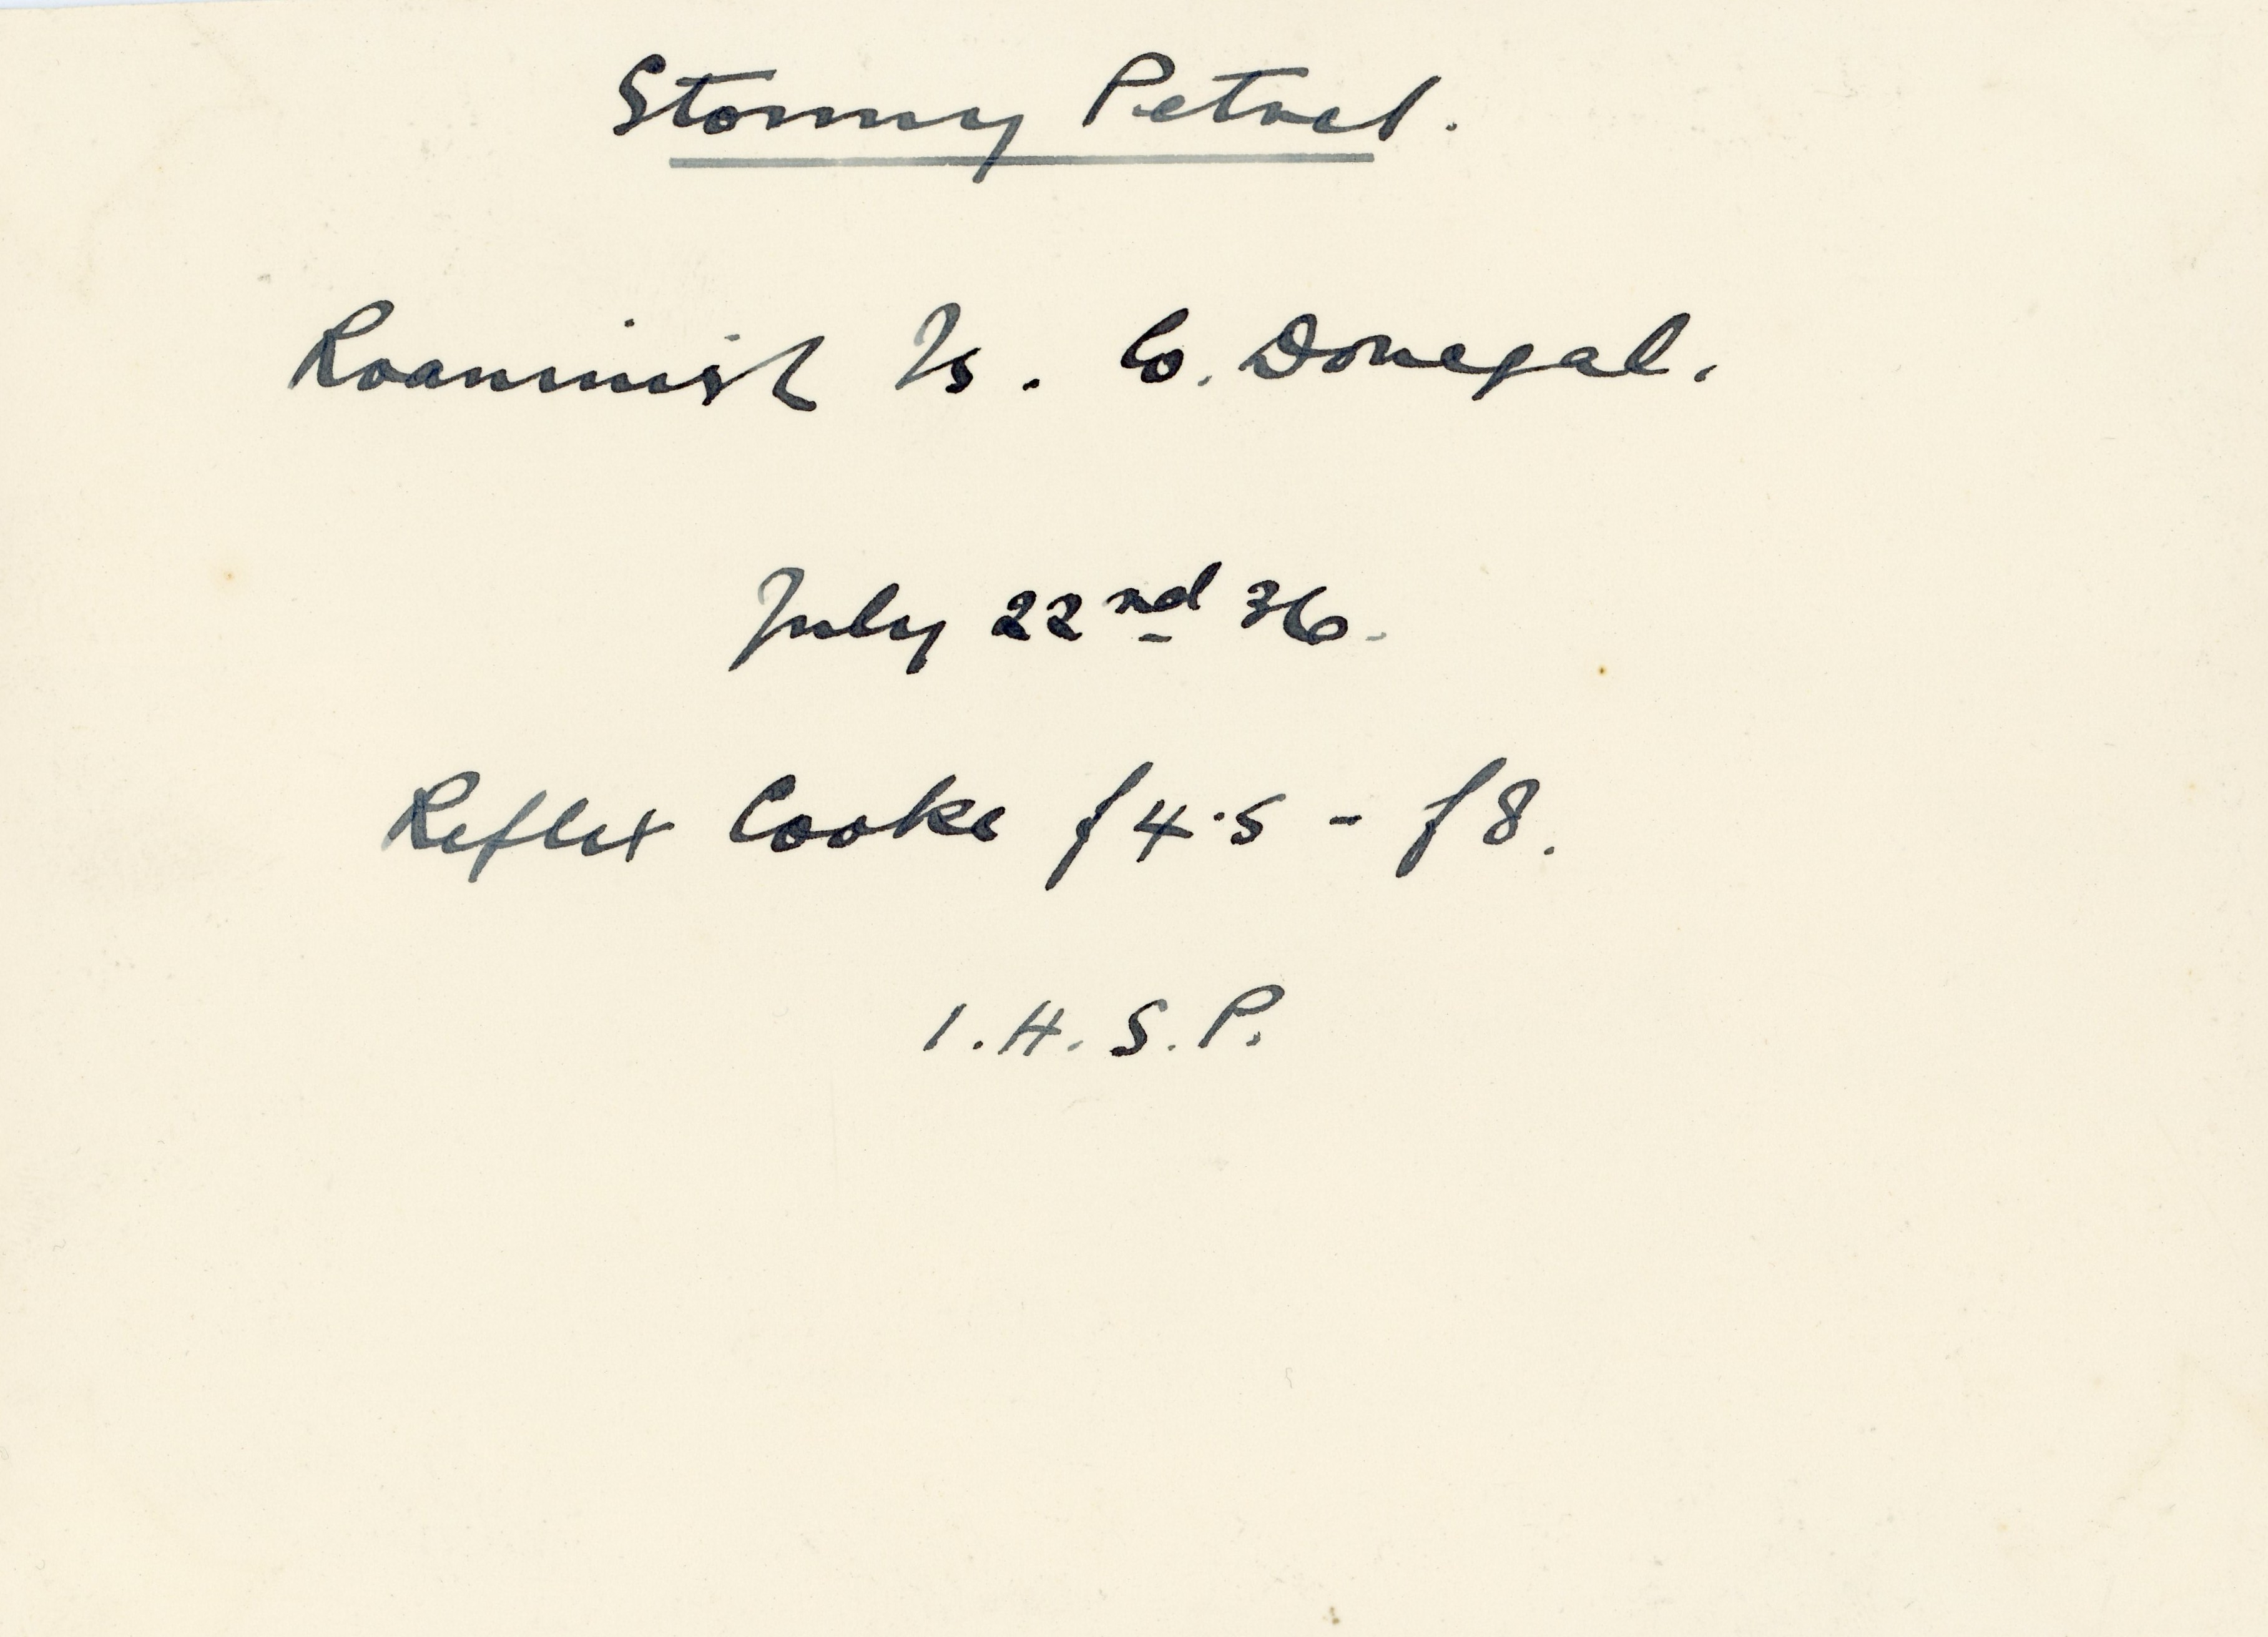 Stormy Petrel.
Roaninish Is. Co. Donegal.
July 22nd 36.
Reflex Cooke f4.5 - f8.
I.H.S.P.